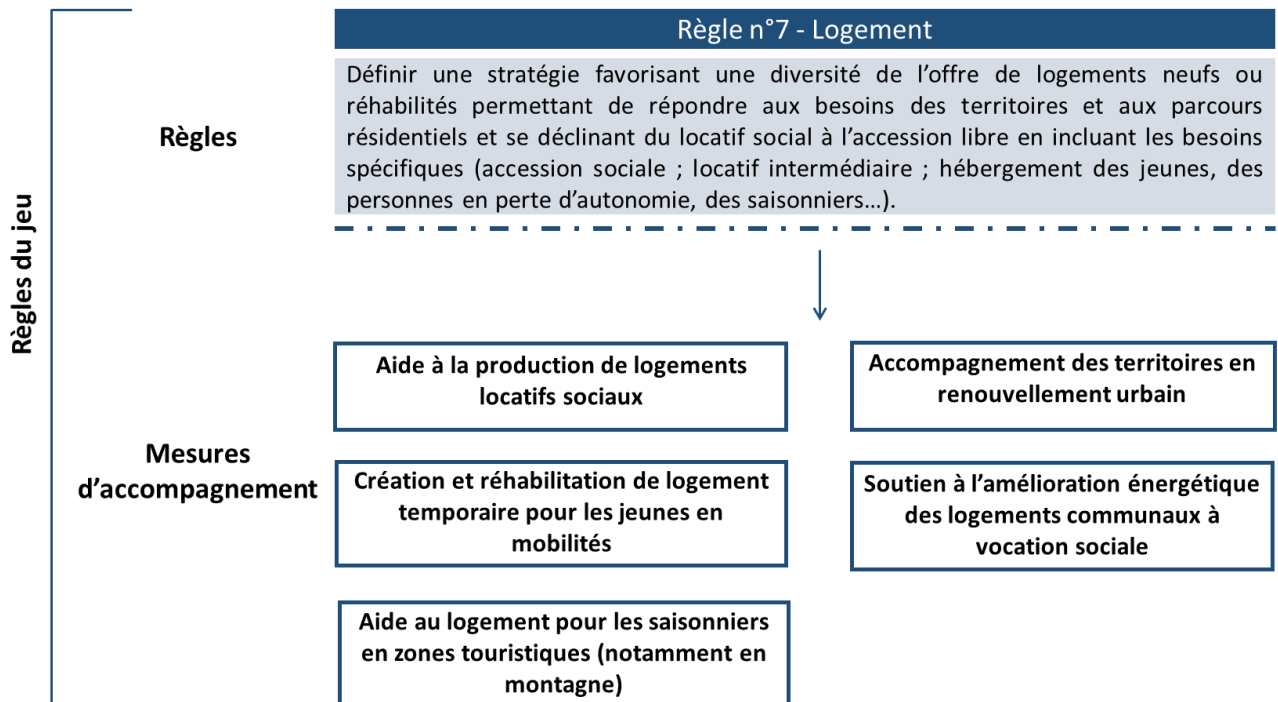 Règle n°7 - Logement
Règles du jeu
Règles
Définir une stratégie favorisant une diversité de l'offre de logements neufs ou
réhabilités permettant de répondre aux besoins des territoires et aux parcours
résidentiels et se déclinant du locatif social à l'accession libre en incluant les besoins
spécifiques (accession sociale ; locatif intermédiaire ; hébergement des jeunes, des
personnes en perte d'autonomie, des saisonniers…).
Mesures
d'accompagnement
Aide à la production de logements
locatifs sociaux
Accompagnement des territoires en
renouvellement urbain
Création et réhabilitation de logement
temporaire pour les jeunes en
mobilités
Soutien à l'amélioration énergétique
des logements communaux à
vocation sociale
Aide au logement pour les saisonniers
en zones touristiques (notamment en
montagne)